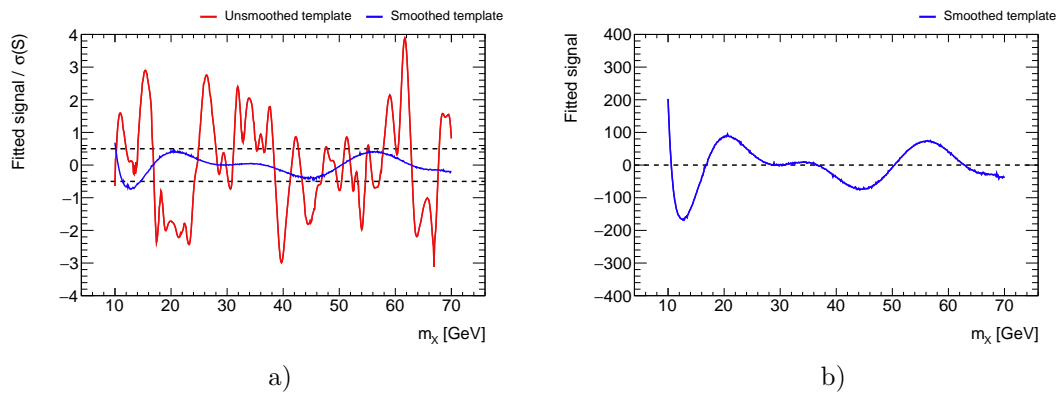 Unsmoothed template
Smoothed template
Fitted signal / σ(S)
4
3
2
1
0
−1
−2
−3
−4
10 20 30 40 50 60 70
m_X [GeV]
a)
Smoothed template
Fitted signal
400
300
200
100
0
−100
−200
−300
−400
10 20 30 40 50 60 70
m_X [GeV]
b)